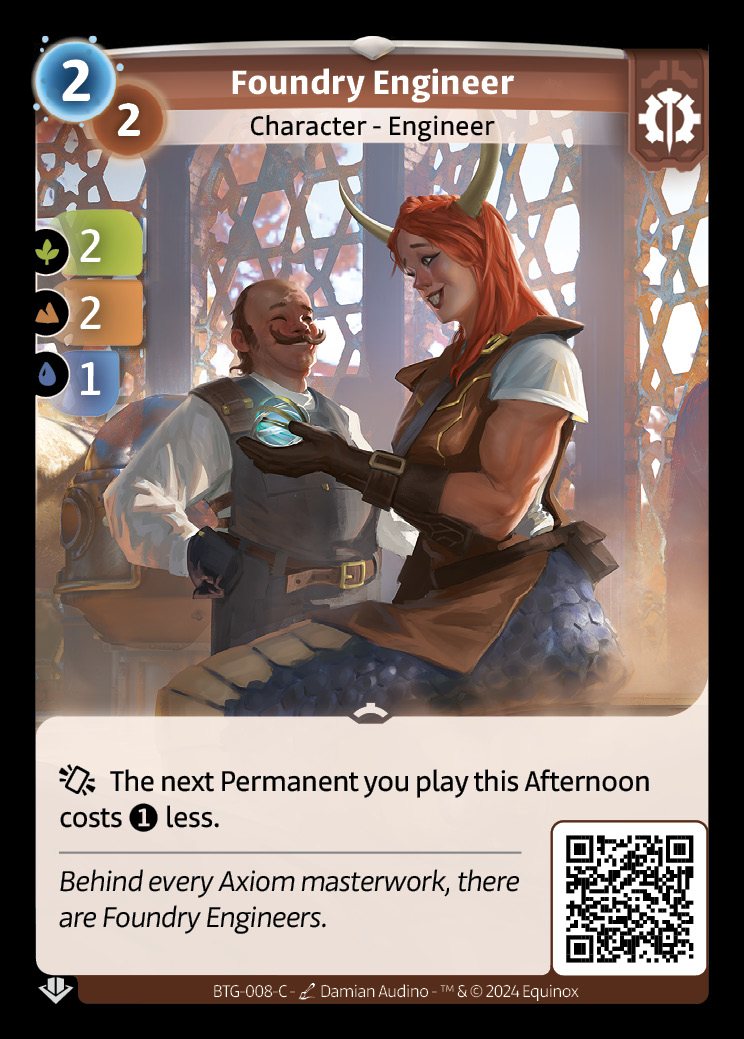 2
Foundry Engineer
2
Character - Engineer
2
2
1
The next Permanent you play this Afternoon
costs 1 less.
Behind every Axiom masterwork, there
are Foundry Engineers.
BTG-008-C - Damian Audino - ™ & © 2024 Equinox